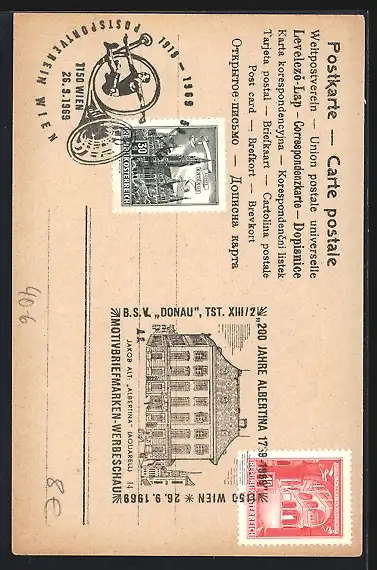 Postkarte — Carte postale
Weltpostverein — Union postale universelle
Levelező-Lap — Correspondenzkarte — Dopisnice
Karta korespondencyjna — Korespondenční listek
Tarjeta postal — Briefkaart — Cartolina postale
Post card — Brefkort — Brevkort
Открытое письмо — Дописна карта
POSTSPORTVEREIN WIEN
1919 — 1969
1150 WIEN
26.9.1969
REPUBLIK ÖSTERREICH
B.S.V. „DONAU", TST. XIII/2
„200 JAHRE ALBERTINA 1769-1969"
JAKOB ALT: „ALBERTINA" (AQUARELL)
14
MOTIVBRIEFMARKEN-WERBESCHAU
1150 WIEN * 26.9.1969
406
8€